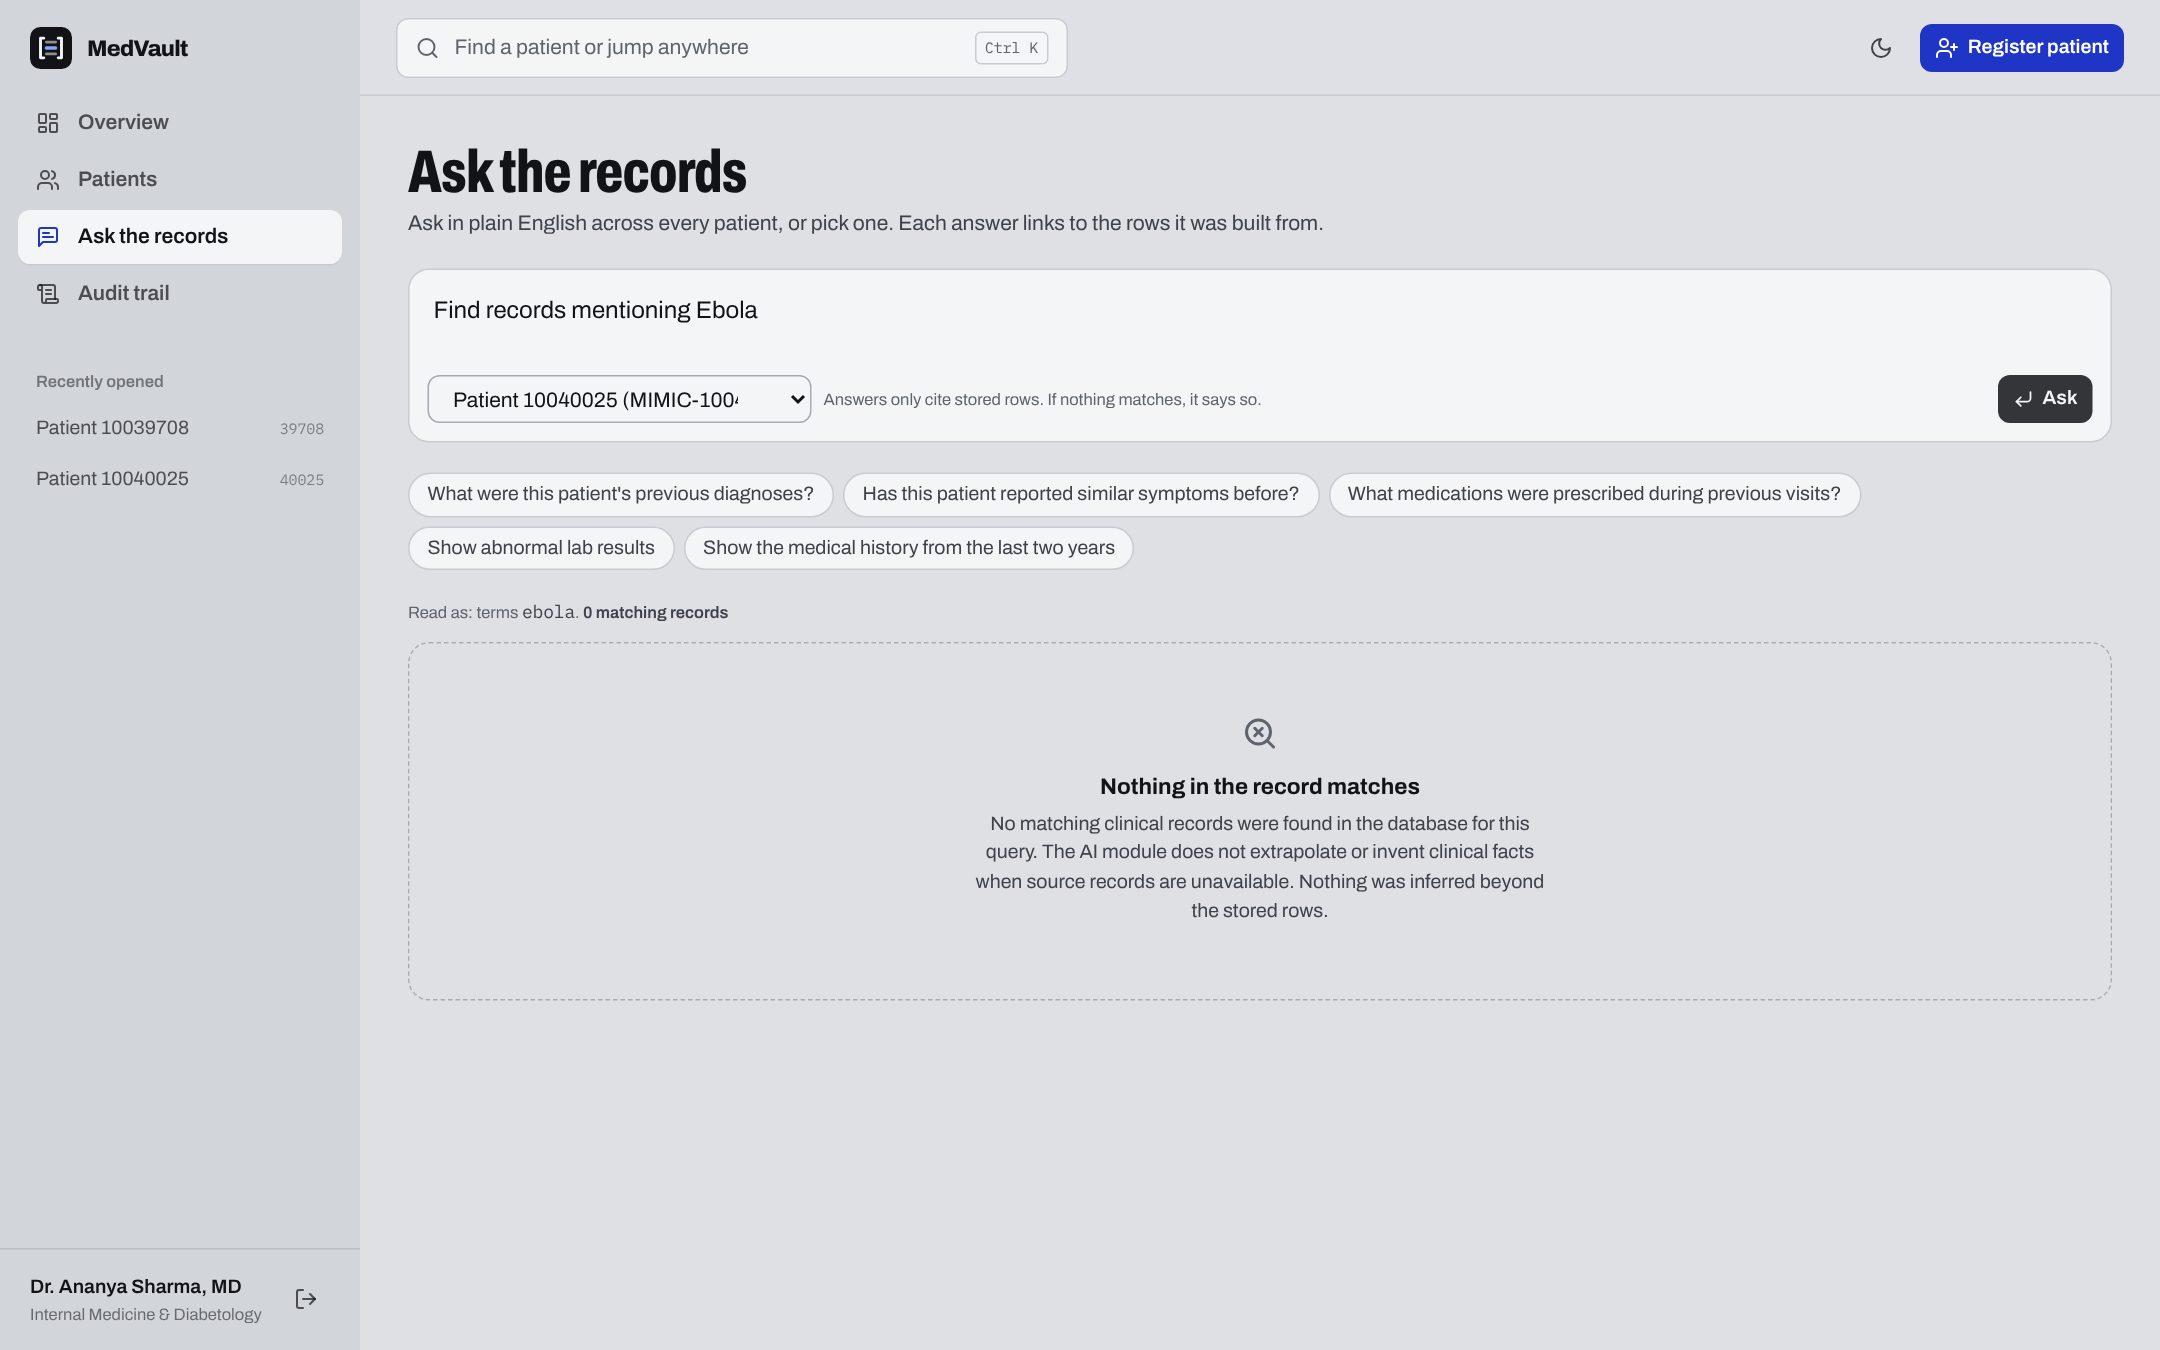 MedVault
Find a patient or jump anywhere
Ctrl K
Register patient
Overview
Patients
Ask the records
Audit trail
Recently opened
Patient 10039708 39708
Patient 10040025 40025
Ask the records
Ask in plain English across every patient, or pick one. Each answer links to the rows it was built from.
Find records mentioning Ebola
Patient 10040025 (MIMIC-1004
Answers only cite stored rows. If nothing matches, it says so.
Ask
What were this patient's previous diagnoses?
Has this patient reported similar symptoms before?
What medications were prescribed during previous visits?
Show abnormal lab results
Show the medical history from the last two years
Read as: terms ebola. 0 matching records
Nothing in the record matches
No matching clinical records were found in the database for this
query. The AI module does not extrapolate or invent clinical facts
when source records are unavailable. Nothing was inferred beyond
the stored rows.
Dr. Ananya Sharma, MD
Internal Medicine & Diabetology